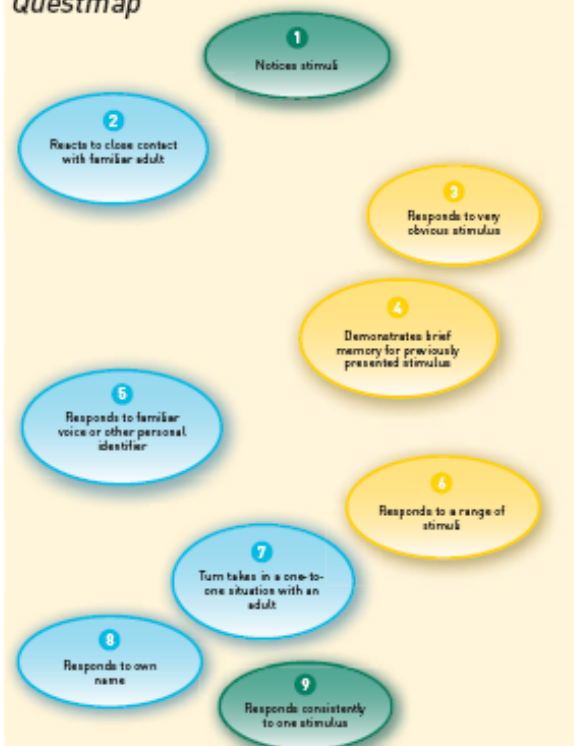 Questmap
1
Notices stimuli
2
Reacts to close contact
with familiar adult
3
Responds to very
obvious stimulus
4
Demonstrates brief
memory for previously
presented stimulus
5
Responds to familiar
voice or other personal
identifier
6
Responds to a range of
stimuli
7
Turn takes in a one-to-
one situation with an
adult
8
Responds to own
name
9
Responds consistently
to one stimulus